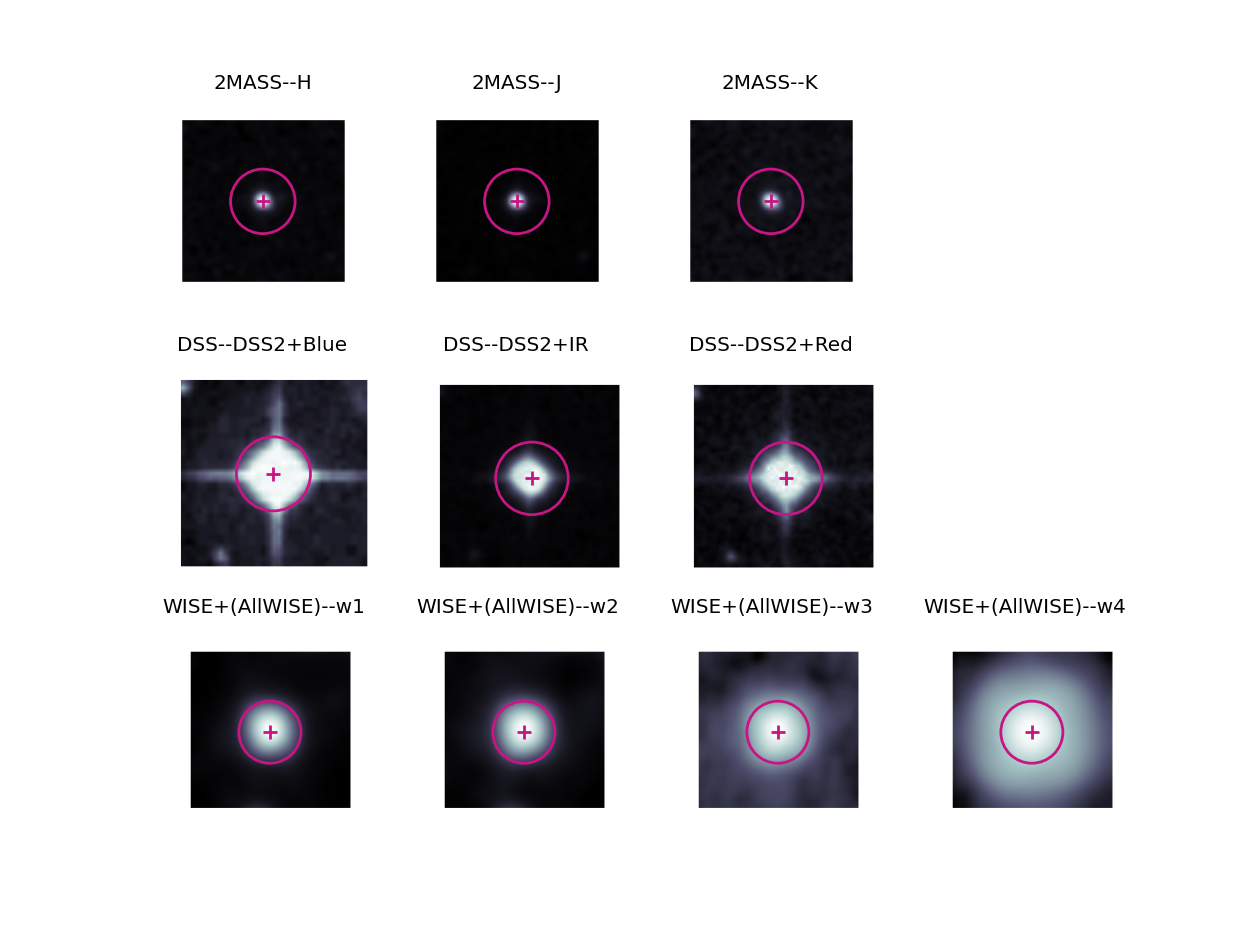 2MASS--H
2MASS--J
2MASS--K
DSS--DSS2+Blue
DSS--DSS2+IR
DSS--DSS2+Red
WISE+(AllWISE)--w1
WISE+(AllWISE)--w2
WISE+(AllWISE)--w3
WISE+(AllWISE)--w4